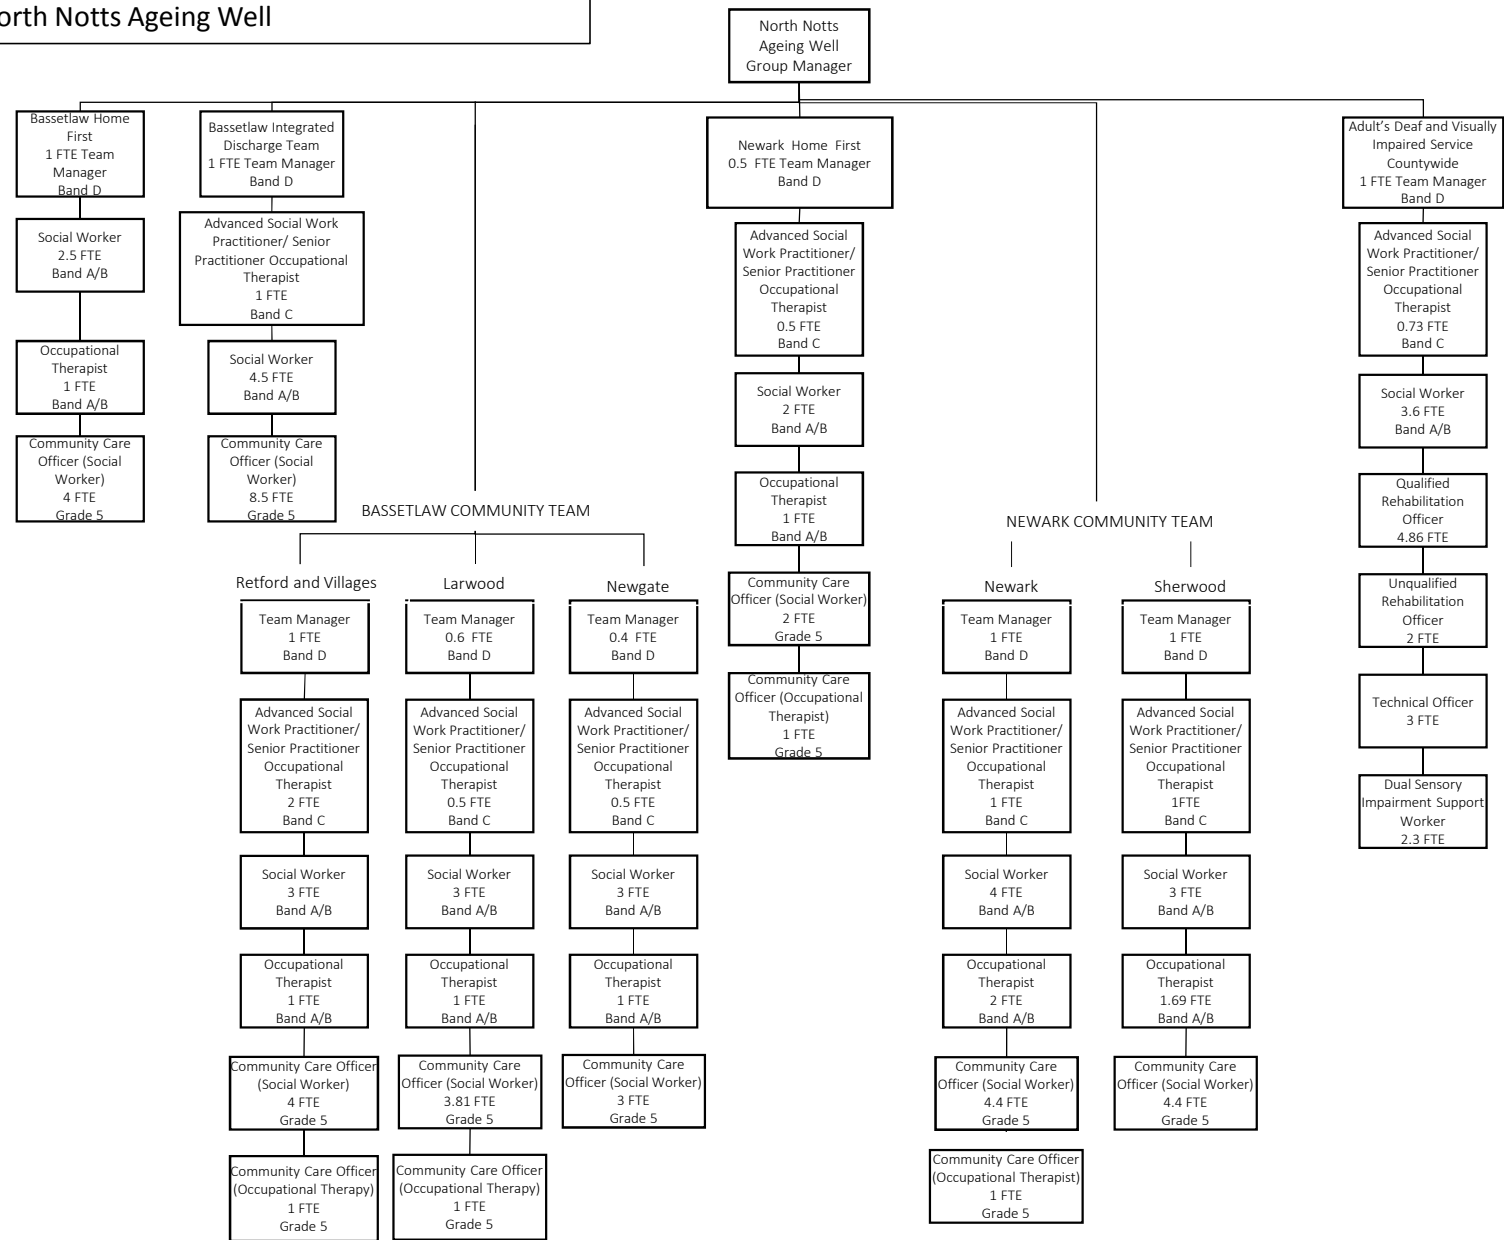 orth Notts Ageing Well
North Notts
Ageing Well
Group Manager
Bassetlaw Home
First
1 FTE Team
Manager
Band D
Social Worker
2.5 FTE
Band A/B
Occupational
Therapist
1 FTE
Band A/B
Community Care
Officer (Social
Worker)
4 FTE
Grade 5
Bassetlaw Integrated
Discharge Team
1 FTE Team Manager
Band D
Advanced Social Work
Practitioner/ Senior
Practitioner Occupational
Therapist
1 FTE
Band C
Social Worker
4.5 FTE
Band A/B
Community Care
Officer (Social
Worker)
8.5 FTE
Grade 5
BASSETLAW COMMUNITY TEAM
Retford and Villages
Team Manager
1 FTE
Band D
Advanced Social
Work Practitioner/
Senior Practitioner
Occupational
Therapist
2 FTE
Band C
Social Worker
3 FTE
Band A/B
Occupational
Therapist
1 FTE
Band A/B
Community Care Officer
(Social Worker)
4 FTE
Grade 5
Community Care Officer
(Occupational Therapy)
1 FTE
Grade 5
Larwood
Team Manager
0.6 FTE
Band D
Advanced Social
Work Practitioner/
Senior Practitioner
Occupational
Therapist
0.5 FTE
Band C
Social Worker
3 FTE
Band A/B
Occupational
Therapist
1 FTE
Band A/B
Community Care
Officer (Social Worker)
3.81 FTE
Grade 5
Community Care Officer
(Occupational Therapy)
1 FTE
Grade 5
Newgate
Team Manager
0.4 FTE
Band D
Advanced Social
Work Practitioner/
Senior Practitioner
Occupational
Therapist
0.5 FTE
Band C
Social Worker
3 FTE
Band A/B
Occupational
Therapist
1 FTE
Band A/B
Community Care
Officer (Social Worker)
3 FTE
Grade 5
Newark Home First
0.5 FTE Team Manager
Band D
Advanced Social
Work Practitioner/
Senior Practitioner
Occupational
Therapist
0.5 FTE
Band C
Social Worker
2 FTE
Band A/B
Occupational
Therapist
1 FTE
Band A/B
Community Care
Officer (Social Worker)
2 FTE
Grade 5
Community Care
Officer (Occupational
Therapist)
1 FTE
Grade 5
NEWARK COMMUNITY TEAM
Newark
Team Manager
1 FTE
Band D
Advanced Social
Work Practitioner/
Senior Practitioner
Occupational
Therapist
1 FTE
Band C
Social Worker
4 FTE
Band A/B
Occupational
Therapist
2 FTE
Band A/B
Community Care
Officer (Social Worker)
4.4 FTE
Grade 5
Community Care Officer
(Occupational Therapist)
1 FTE
Grade 5
Sherwood
Team Manager
1 FTE
Band D
Advanced Social
Work Practitioner/
Senior Practitioner
Occupational
Therapist
1FTE
Band C
Social Worker
3 FTE
Band A/B
Occupational
Therapist
1.69 FTE
Band A/B
Community Care
Officer (Social Worker)
4.4 FTE
Grade 5
Adult's Deaf and Visually
Impaired Service
Countywide
1 FTE Team Manager
Band D
Advanced Social
Work Practitioner/
Senior Practitioner
Occupational
Therapist
0.73 FTE
Band C
Social Worker
3.6 FTE
Band A/B
Qualified
Rehabilitation
Officer
4.86 FTE
Unqualified
Rehabilitation
Officer
2 FTE
Technical Officer
3 FTE
Dual Sensory
Impairment Support
Worker
2.3 FTE